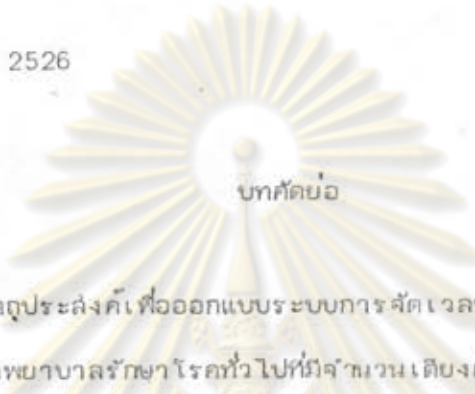 2526
บทคัดย่อ
ถุประสงค์เพื่อออกแบบระบบการจัดเวลา
พยาบาลรักษาโรคทั่วไปที่มีจำนวนเตียง